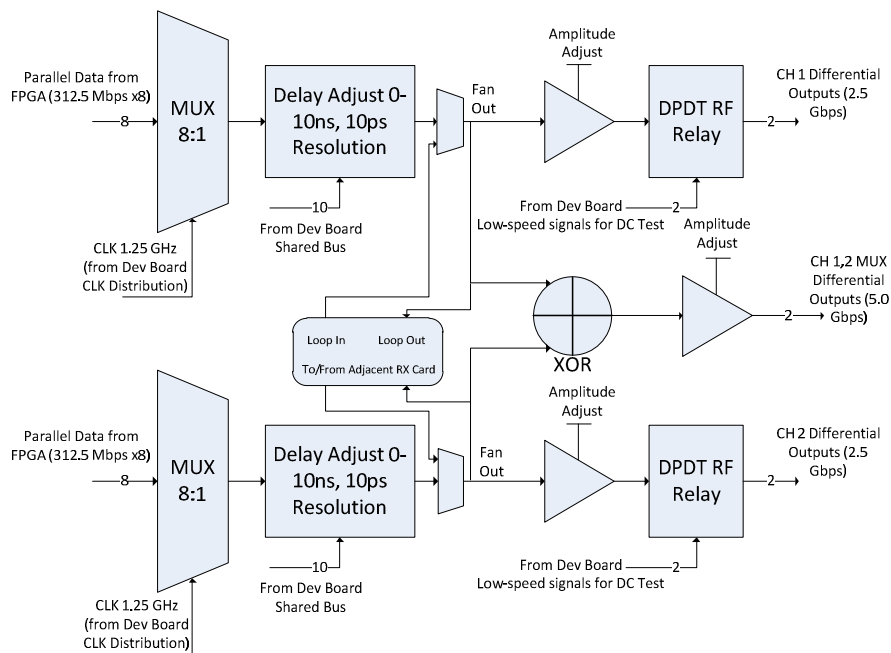 Parallel Data from
FPGA (312.5 Mbps x8)
8
MUX
8:1
CLK 1.25 GHz
(from Dev Board
CLK Distribution)
Delay Adjust 0-
10ns, 10ps
Resolution
10
From Dev Board
Shared Bus
Fan
Out
Amplitude
Adjust
DPDT RF
Relay
2
CH 1 Differential
Outputs (2.5
Gbps)
From Dev Board
2
Low-speed signals for DC Test
Amplitude
Adjust
CH 1,2 MUX
Differential
Outputs (5.0
Gbps)
2
XOR
Loop In
Loop Out
To/From Adjacent RX Card
Parallel Data from
FPGA (312.5 Mbps x8)
8
MUX
8:1
CLK 1.25 GHz
(from Dev Board
CLK Distribution)
Delay Adjust 0-
10ns, 10ps
Resolution
10
From Dev Board
Shared Bus
Fan
Out
Amplitude
Adjust
DPDT RF
Relay
2
CH 2 Differential
Outputs (2.5
Gbps)
From Dev Board
2
Low-speed signals for DC Test